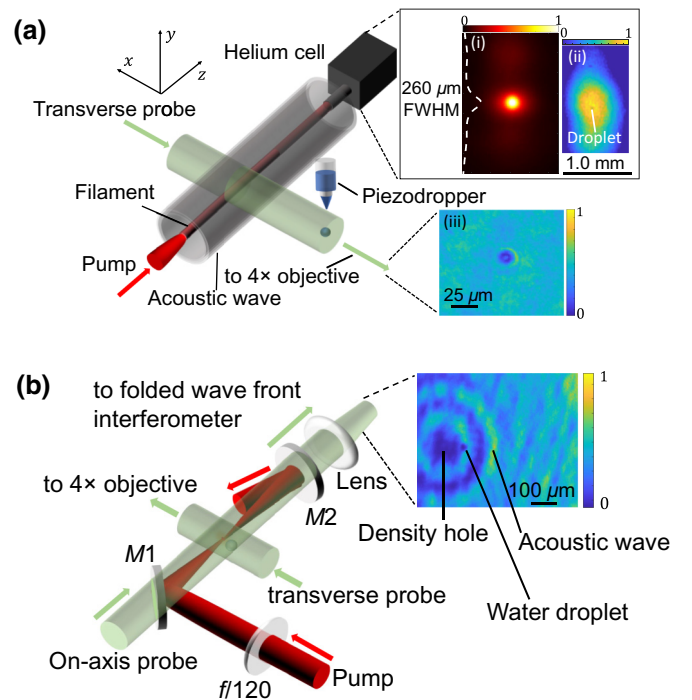 (a)
y
x
z
Helium cell
Transverse probe
Filament
Pump
Acoustic wave
to 4× objective
Piezodropper
0 1
(i)
260 µm
FWHM
0 1
(ii)
Droplet
1.0 mm
(iii)
25 µm
1
0
(b)
to folded wave front
interferometer
to 4× objective
Lens
M2
M1
transverse probe
On-axis probe
f/120
Pump
1
0
100 µm
Density hole
Acoustic wave
Water droplet